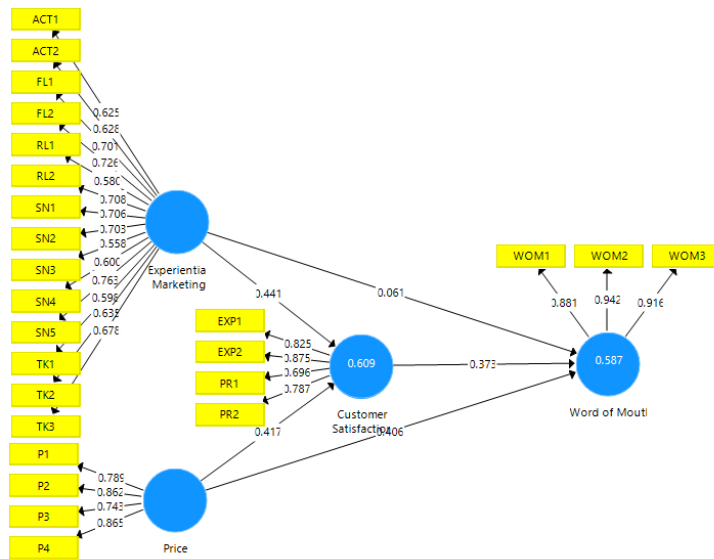 ACT1
ACT2
FL1
FL2
RL1
RL2
SN1
SN2
SN3
SN4
SN5
TK1
TK2
TK3
0.625
0.628
0.701
0.726
0.580
0.708
0.706
0.703
0.558
0.600
0.763
0.598
0.635
0.678
Experientia
Marketing
0.441
0.061
WOM1
WOM2
WOM3
0.881
0.942
0.916
0.587
Word of Moutl
EXP1
EXP2
PR1
PR2
0.825
0.875
0.696
0.787
0.609
Customer
Satisfaction
0.373
0.417
0.406
P1
P2
P3
P4
0.789
0.862
0.743
0.865
Price